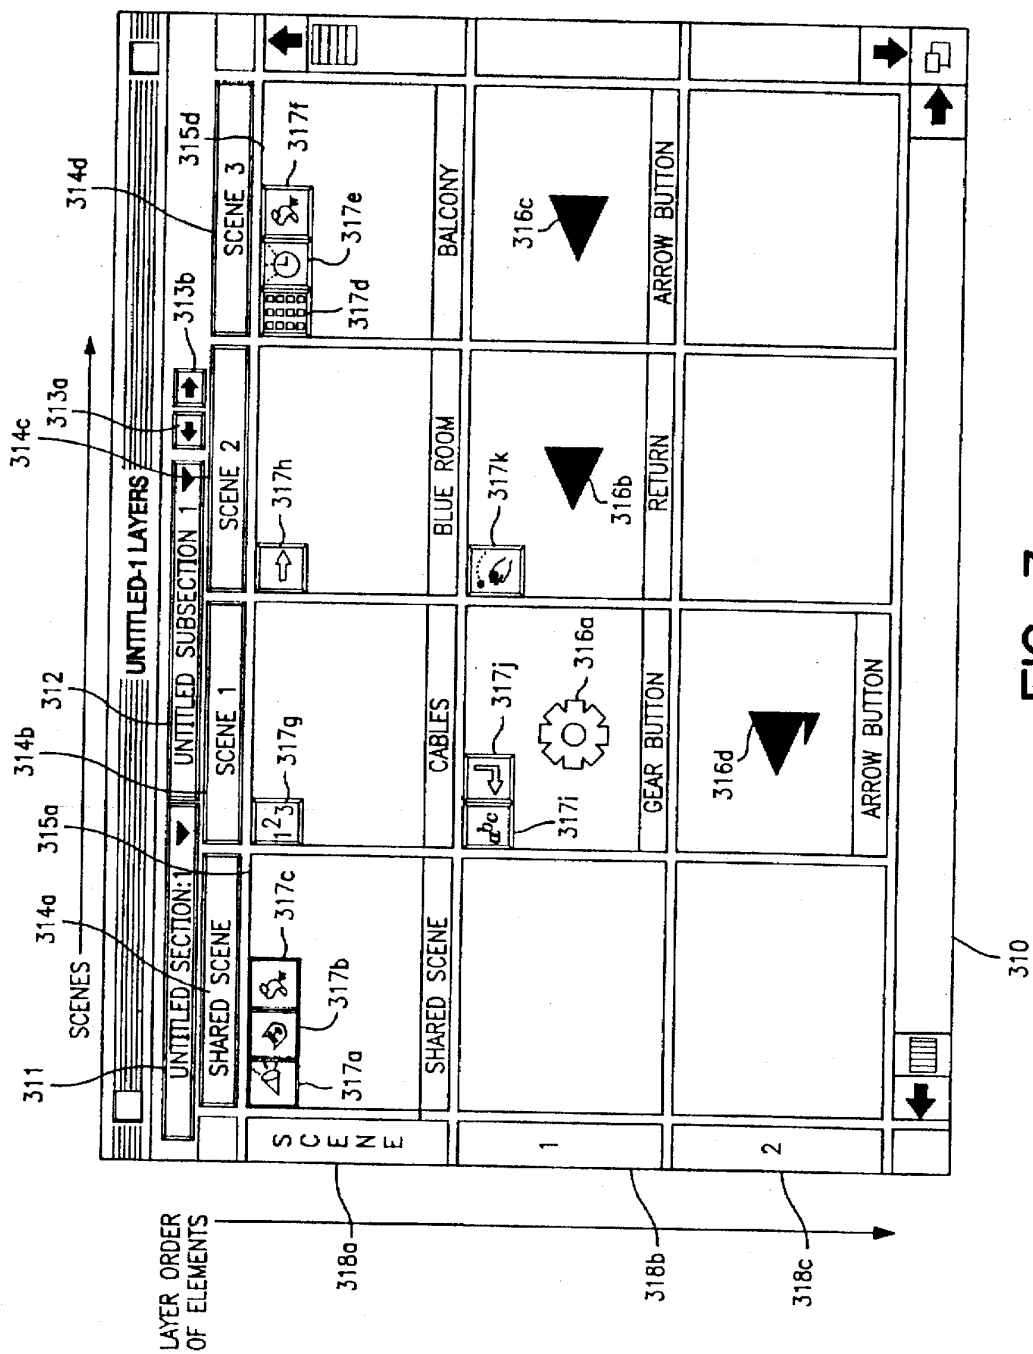 SCENES
UNTITLED-1 LAYERS
311
312
313a
313b
UNTITLED SECTION:1
UNTITLED SUBSECTION 1
314a
315a
314b
314c
314d
315d
SHARED SCENE
SCENE 1
SCENE 2
SCENE 3
LAYER ORDER
OF ELEMENTS
SCENE
318a
317a
317b
317c
123
317g
317h
317d
317e
317f
SHARED SCENE
CABLES
BLUE ROOM
BALCONY
1
318b
abc
317i
317j
316a
317k
316b
316c
GEAR BUTTON
RETURN
ARROW BUTTON
2
318c
316d
ARROW BUTTON
310